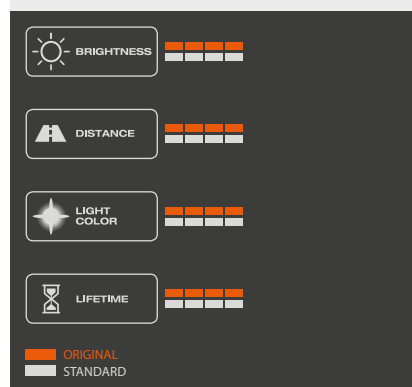 BRIGHTNESS
DISTANCE
LIGHT
COLOR
LIFETIME
ORIGINAL
STANDARD